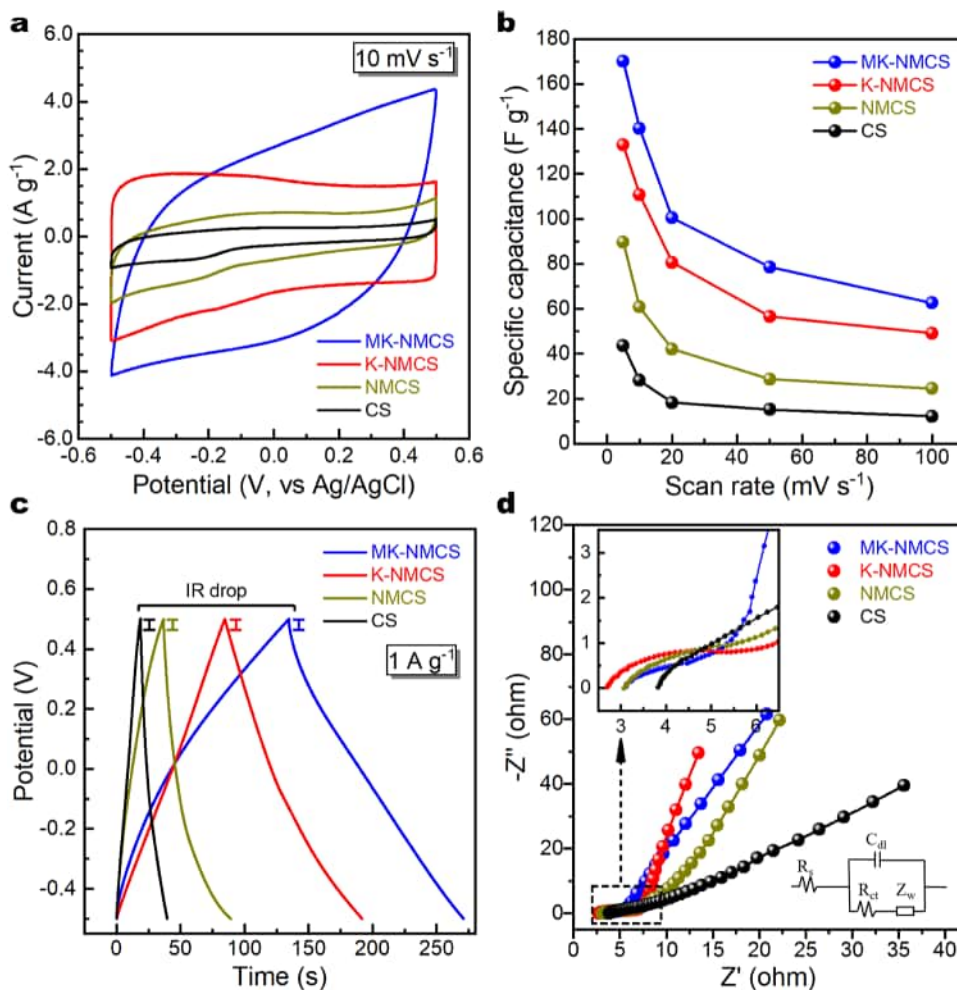 a
10 mV s⁻¹
Current (A g⁻¹)
6.0
4.0
2.0
0.0
-2.0
-4.0
-6.0
MK-NMCS
K-NMCS
NMCS
CS
-0.6 -0.4 -0.2 0.0 0.2 0.4 0.6
Potential (V, vs Ag/AgCl)
b
Specific capacitance (F g⁻¹)
180
160
140
120
100
80
60
40
20
0
MK-NMCS
K-NMCS
NMCS
CS
0 20 40 60 80 100
Scan rate (mV s⁻¹)
c
Potential (V)
0.8
0.4
0.0
-0.4
MK-NMCS
K-NMCS
NMCS
CS
IR drop
1 A g⁻¹
0 50 100 150 200 250
Time (s)
d
-Z'' (ohm)
120
100
80
60
40
20
0
3
2
1
0
3 4 5 6
MK-NMCS
K-NMCS
NMCS
CS
Rs
Cdl
Rct
Zw
0 5 10 15 20 25 30 35 40
Z' (ohm)